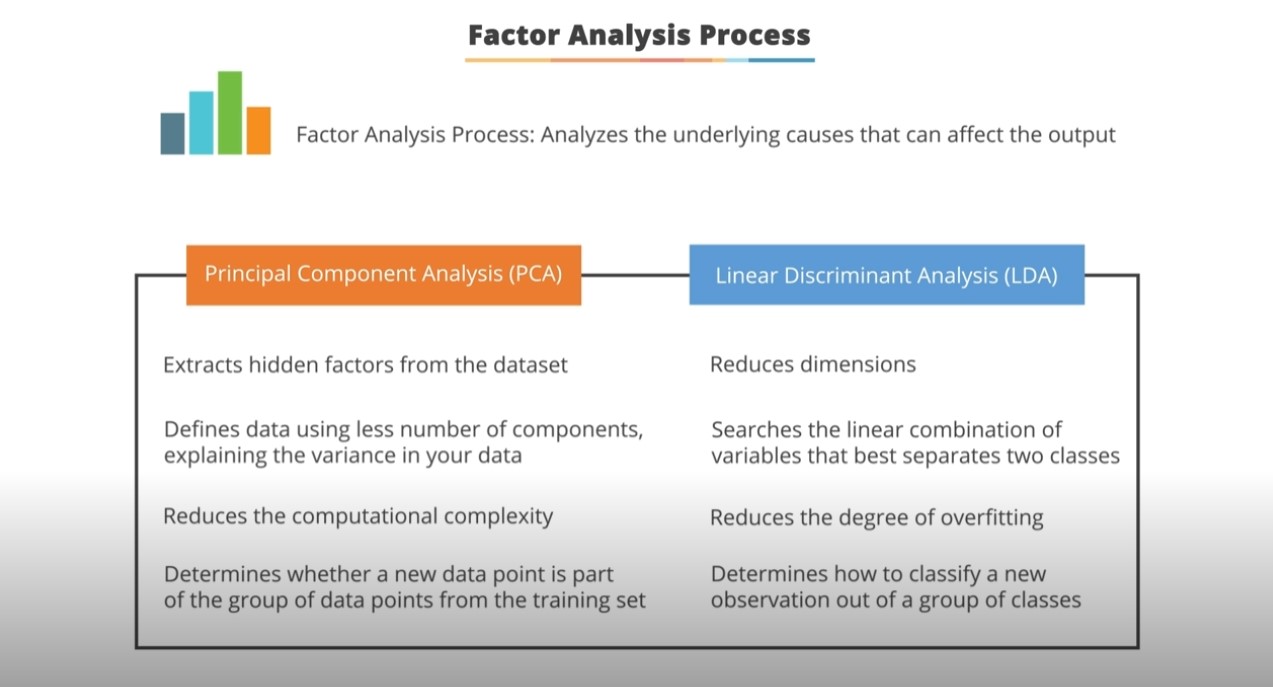 Factor Analysis Process
Factor Analysis Process: Analyzes the underlying causes that can affect the output
Principal Component Analysis (PCA)
Extracts hidden factors from the dataset
Defines data using less number of components,
explaining the variance in your data
Reduces the computational complexity
Determines whether a new data point is part
of the group of data points from the training set
Linear Discriminant Analysis (LDA)
Reduces dimensions
Searches the linear combination of
variables that best separates two classes
Reduces the degree of overfitting
Determines how to classify a new
observation out of a group of classes